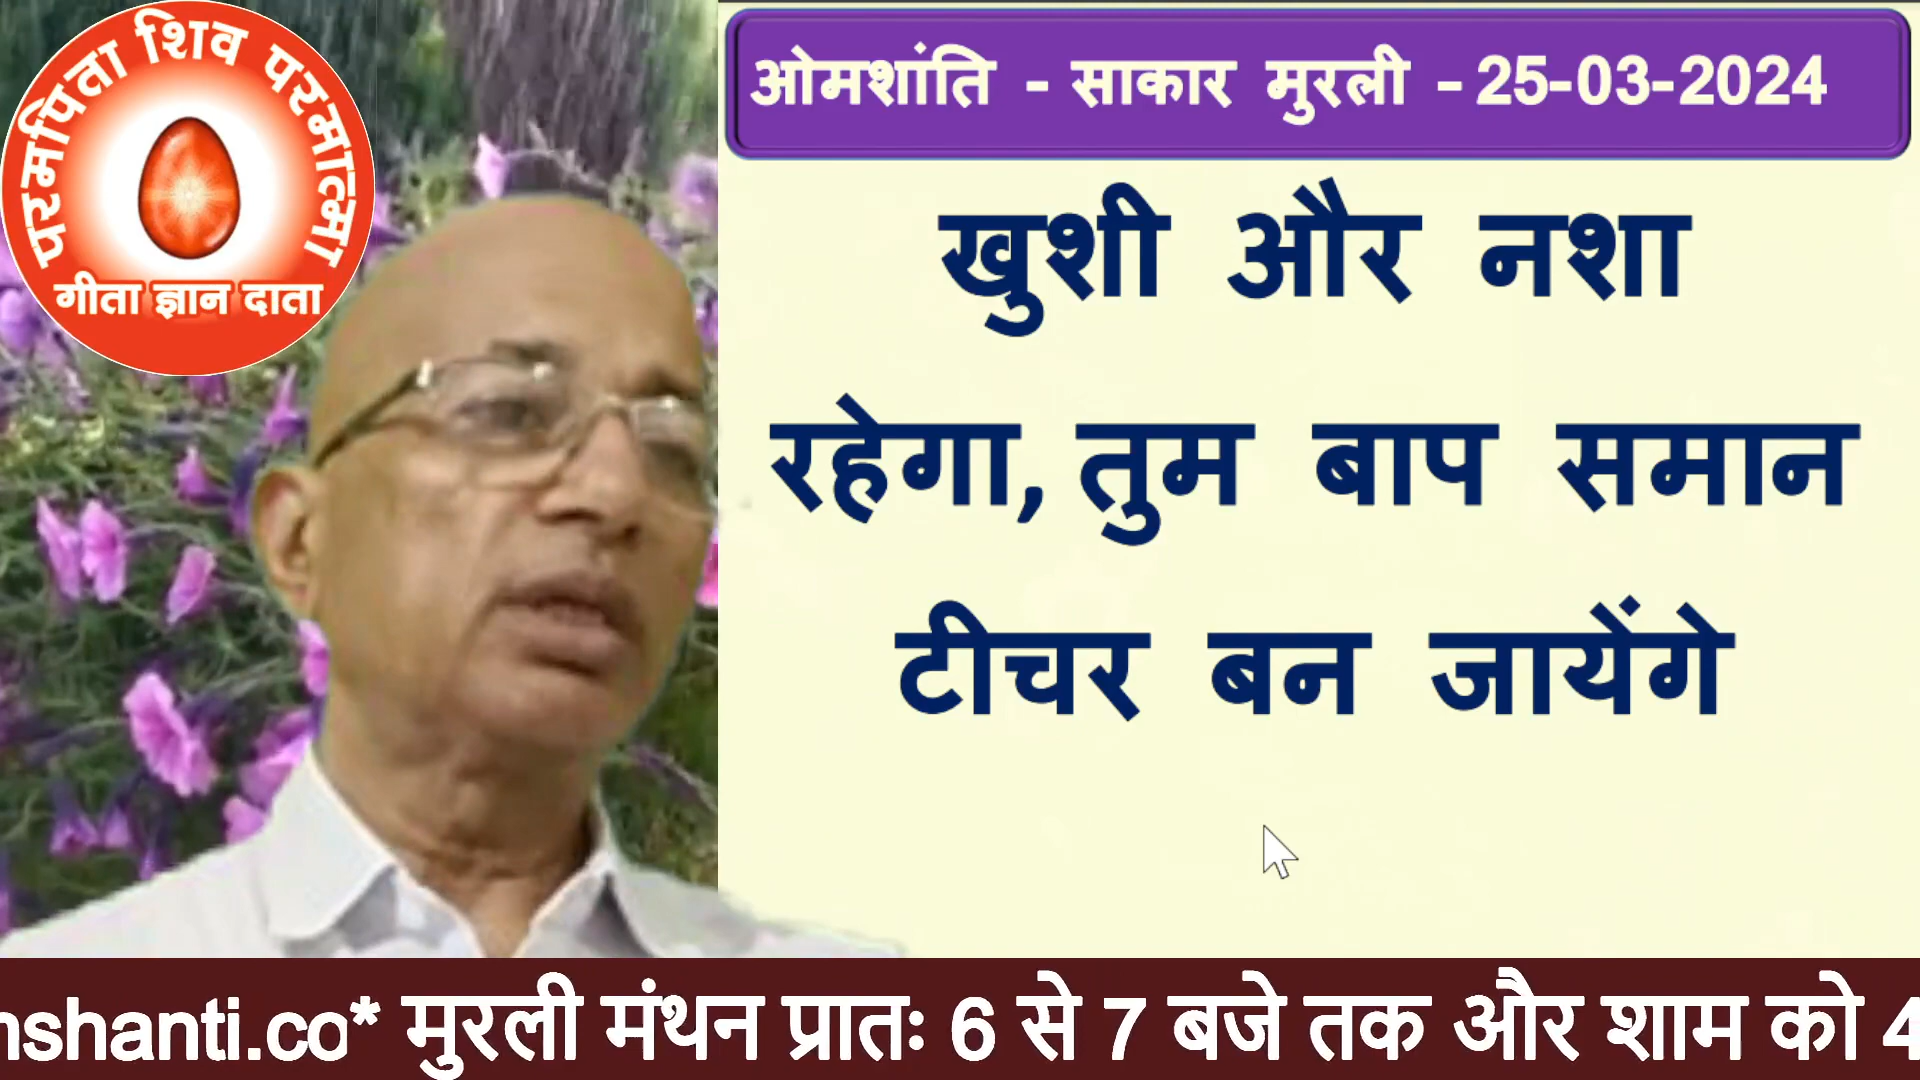 परमपिता शिव परमात्मा
गीता ज्ञान दाता
ओमशांति - साकार मुरली - 25-03-2024
खुशी और नशा
रहेगा, तुम बाप समान
टीचर बन जायेंगे
nshanti.co* मुरली मंथन प्रातः 6 से 7 बजे तक और शाम को 4